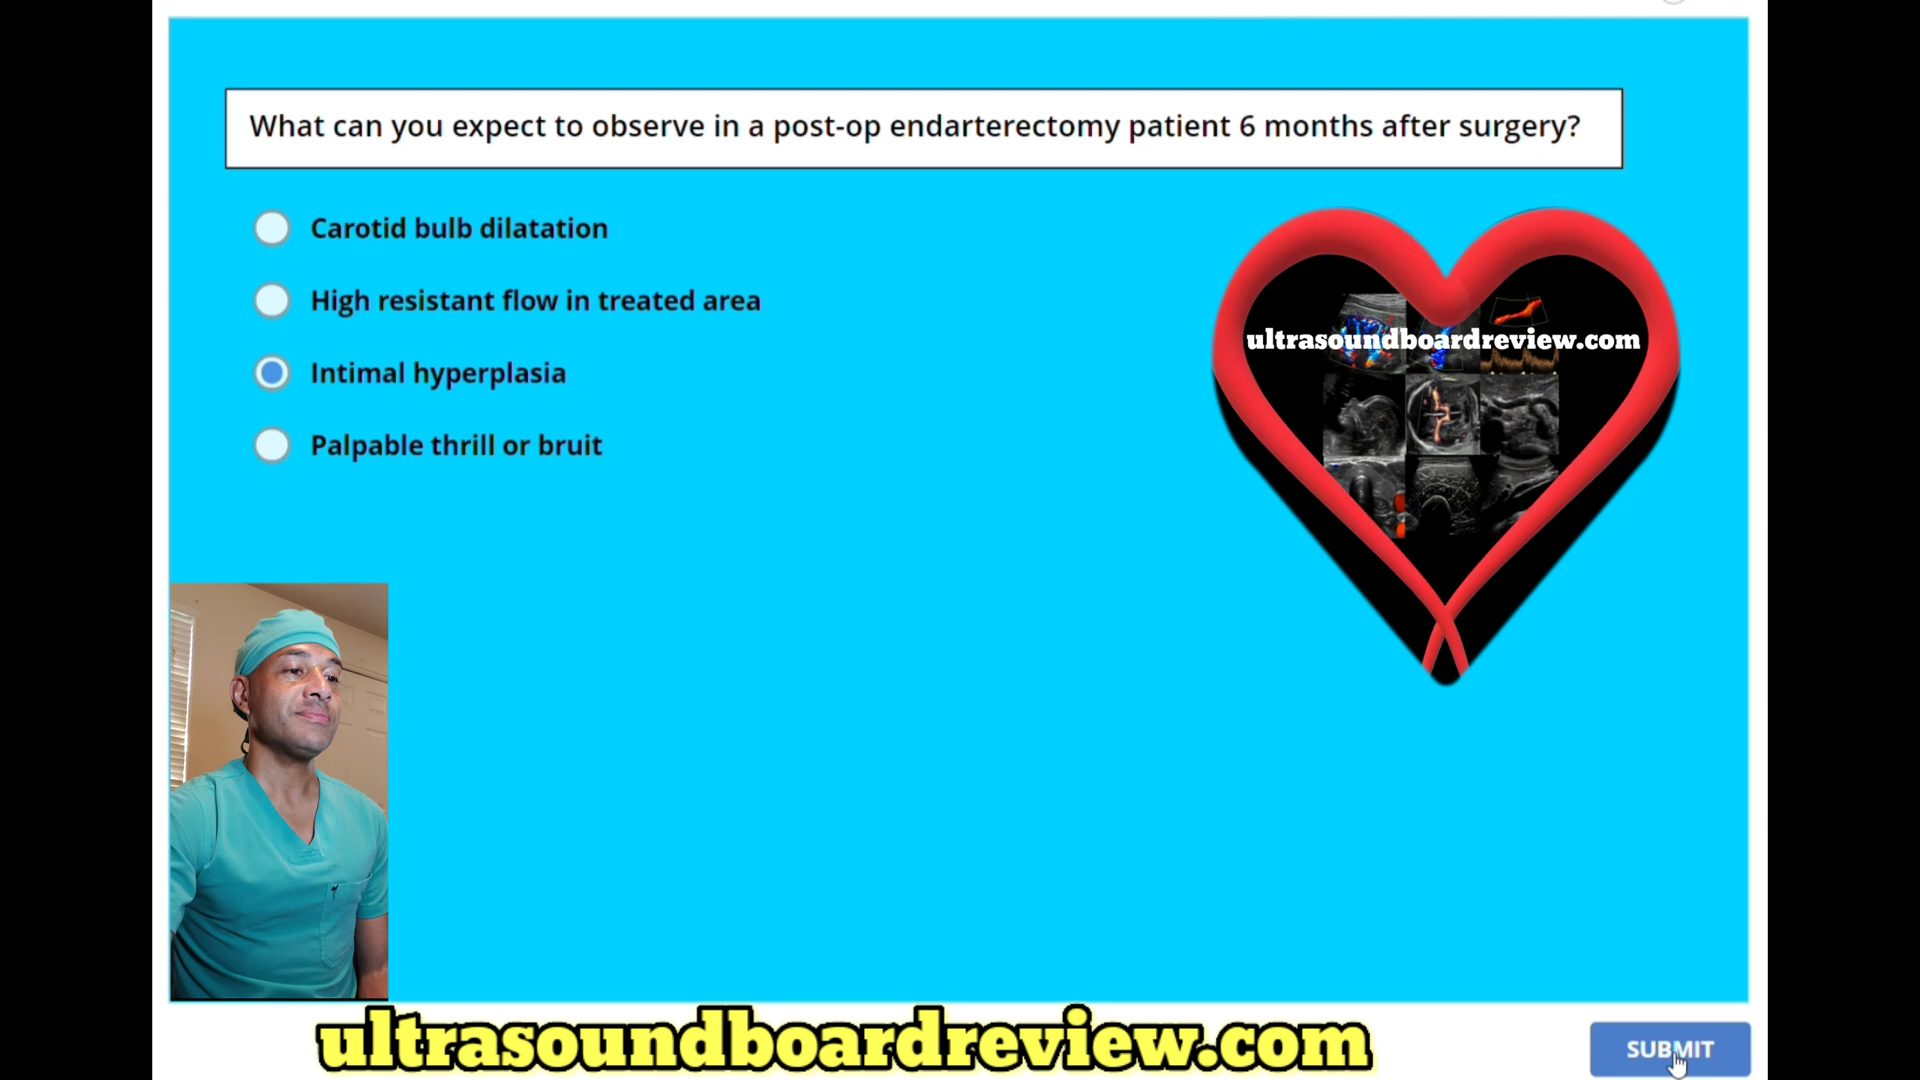 What can you expect to observe in a post-op endarterectomy patient 6 months after surgery?
Carotid bulb dilatation
High resistant flow in treated area
Intimal hyperplasia
Palpable thrill or bruit
ultrasoundboardreview.com
ultrasoundboardreview.com
SUBMIT